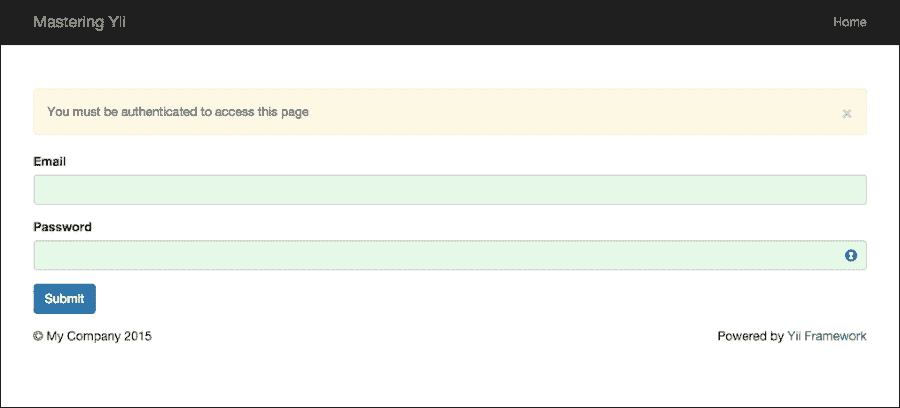 Mastering Yii
Home
You must be authenticated to access this page
×
Email
Password
Submit
© My Company 2015
Powered by Yii Framework